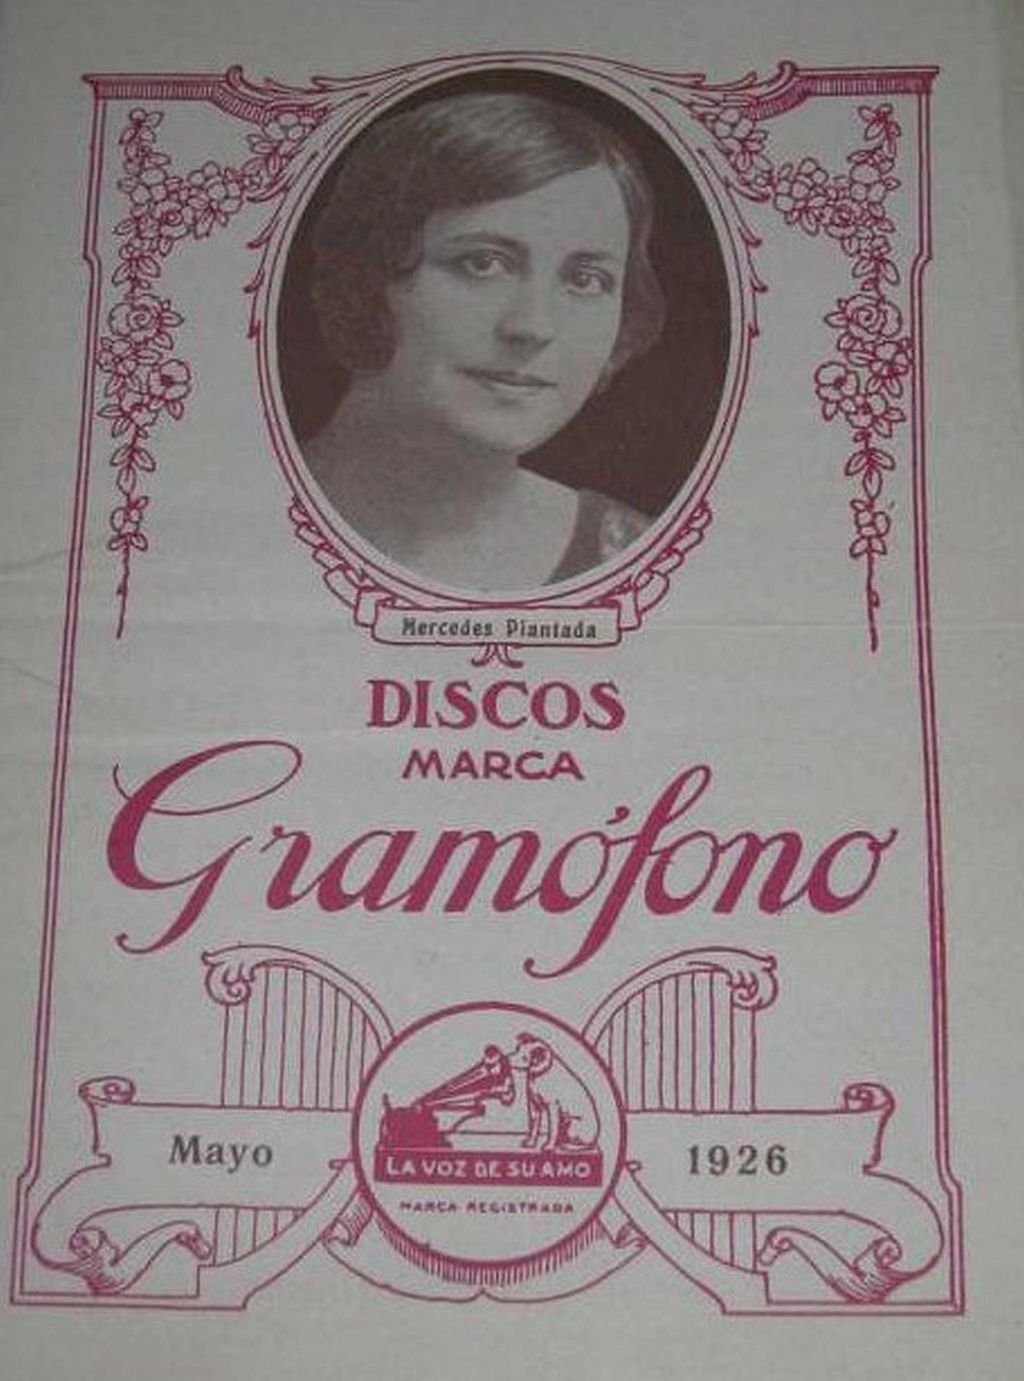 Mercedes Plantada
DISCOS
MARCA
Gramófono
Mayo
1926
LA VOZ DE SU AMO
MARCA REGISTRADA